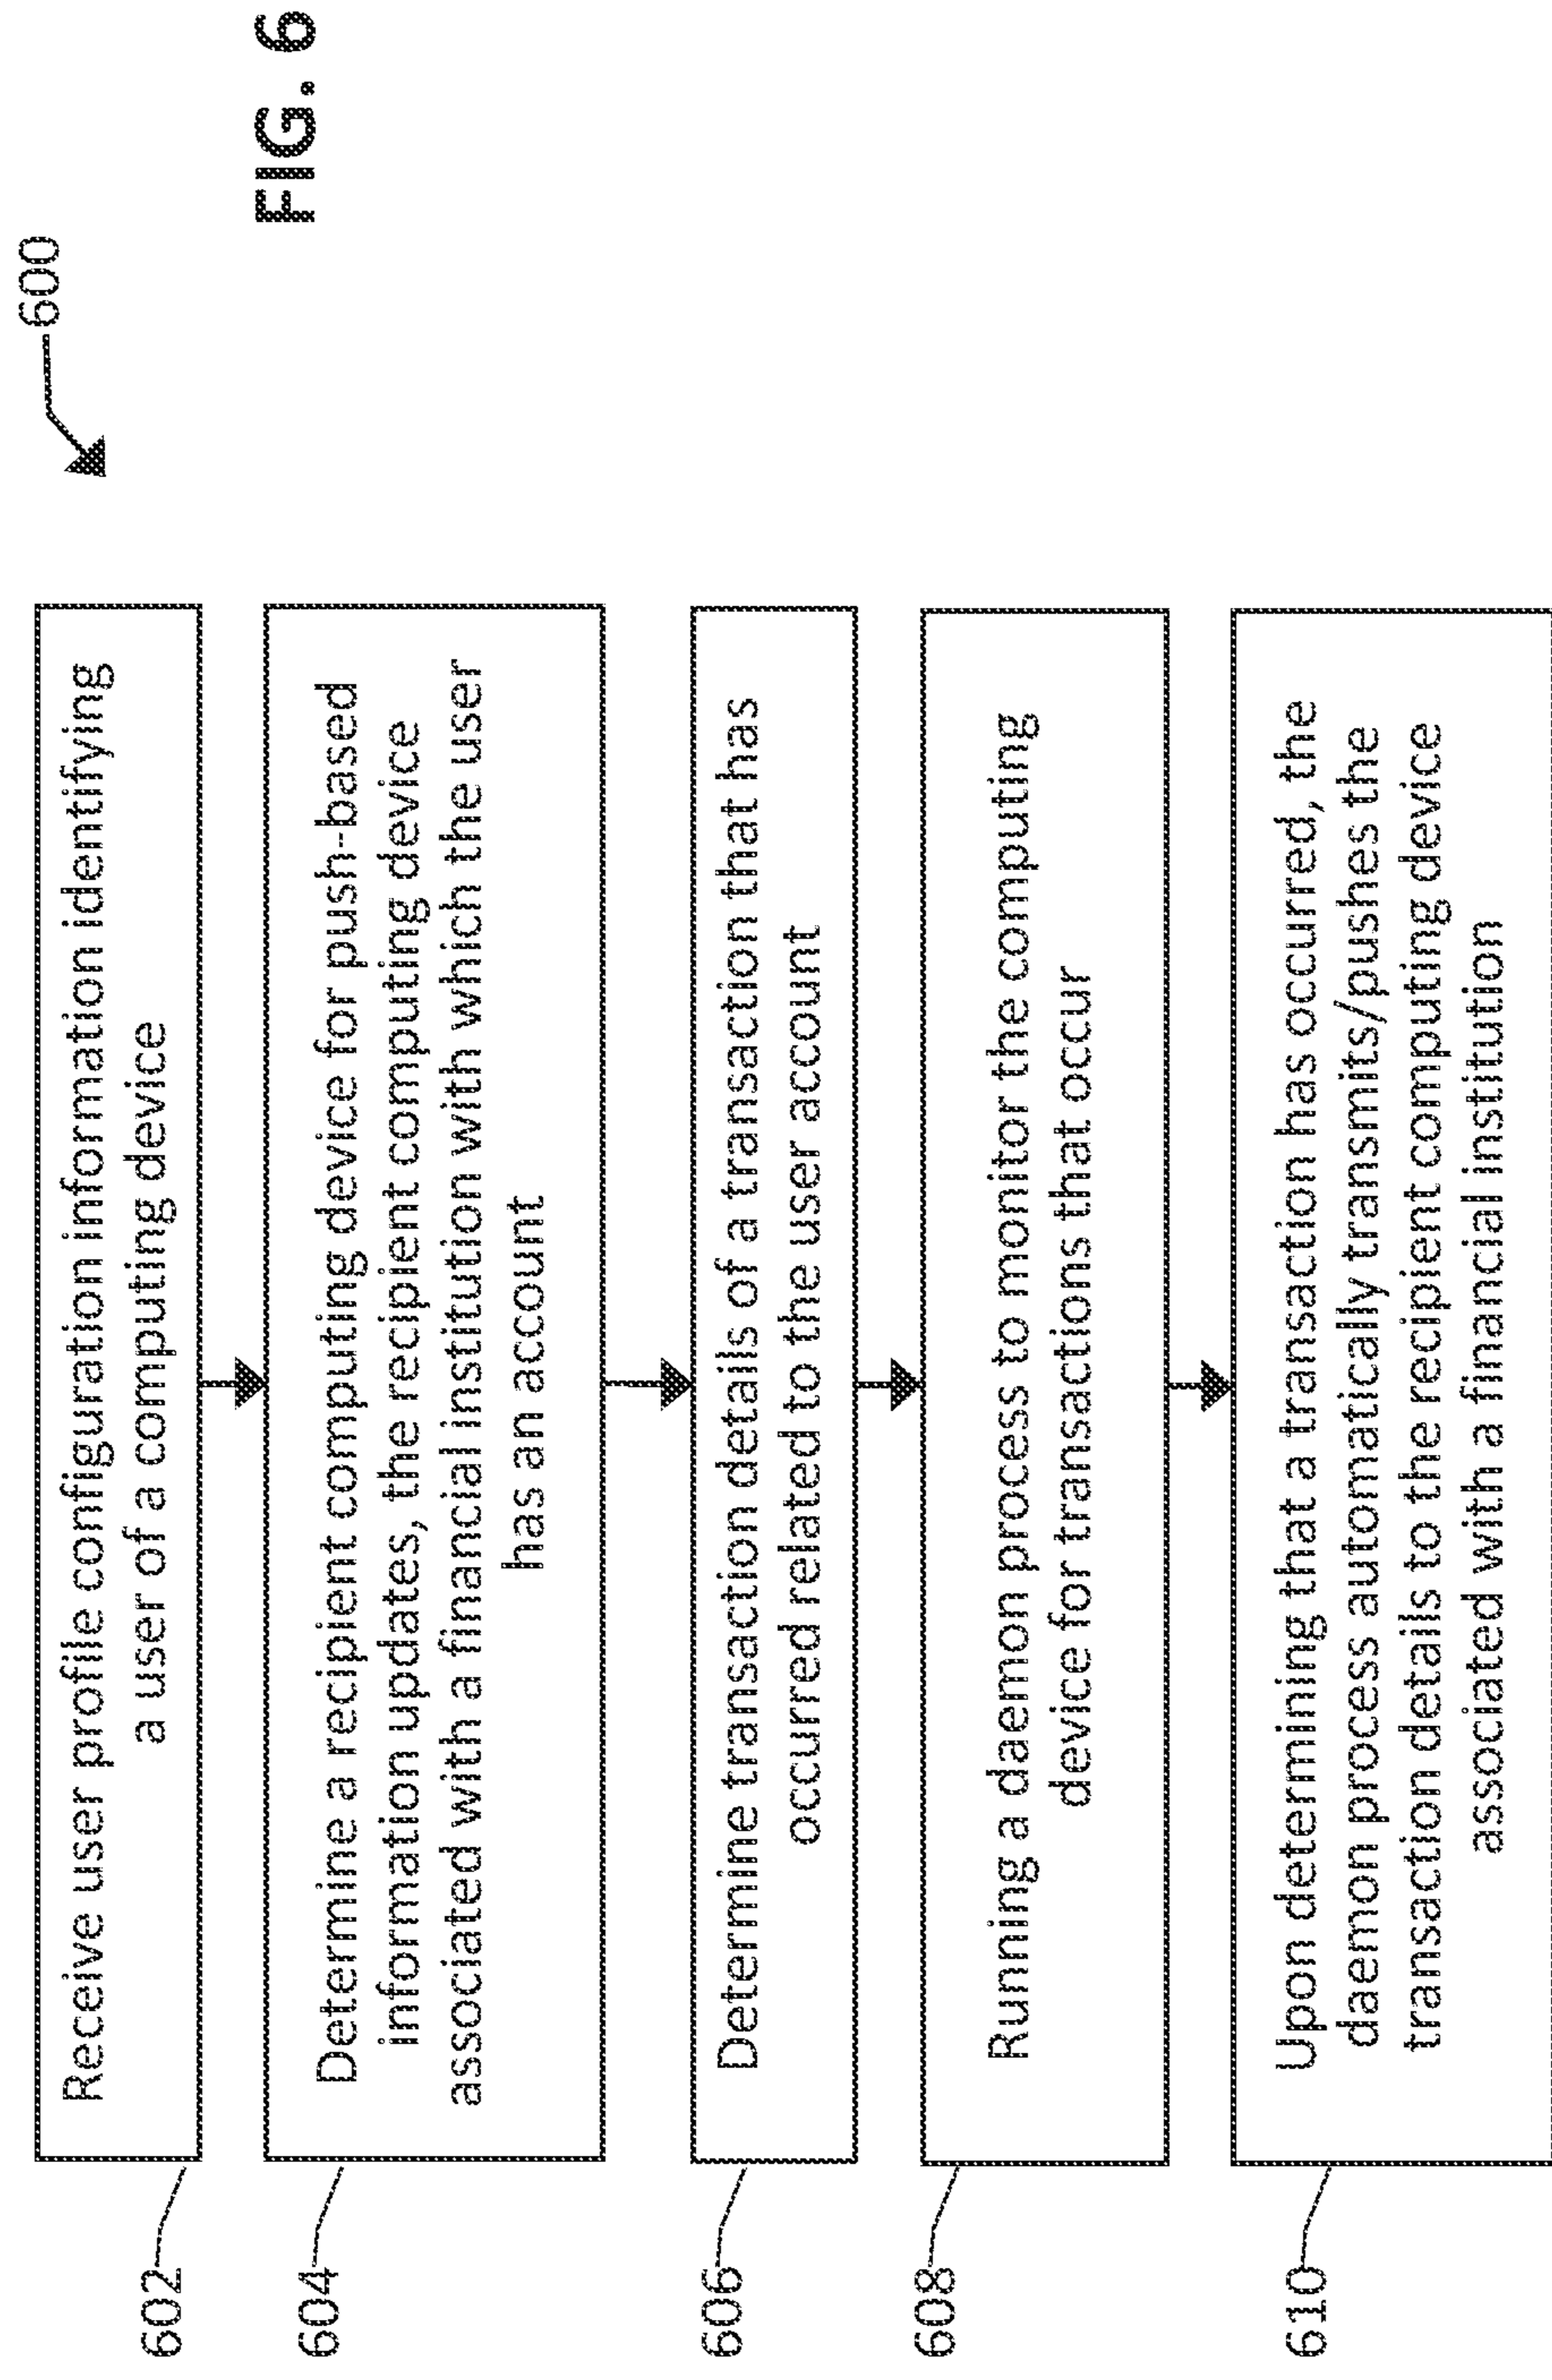 600
FIG. 6
602
Receive user profile configuration information identifying
a user of a computing device
604
Determine a recipient computing device for push-based
information updates, the recipient computing device
associated with a financial institution with which the user
has an account
606
Determine transaction details of a transaction that has
occurred related to the user account
608
Running a daemon process to monitor the computing
device for transactions that occur
610
Upon determining that a transaction has occurred, the
daemon process automatically transmits/pushes the
transaction details to the recipient computing device
associated with a financial institution